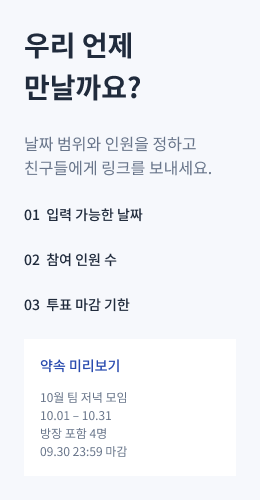 우리 언제
만날까요?
날짜 범위와 인원을 정하고
친구들에게 링크를 보내세요.
01 입력 가능한 날짜
02 참여 인원 수
03 투표 마감 기한
약속 미리보기
10월 팀 저녁 모임
10.01 – 10.31
방장 포함 4명
09.30 23:59 마감